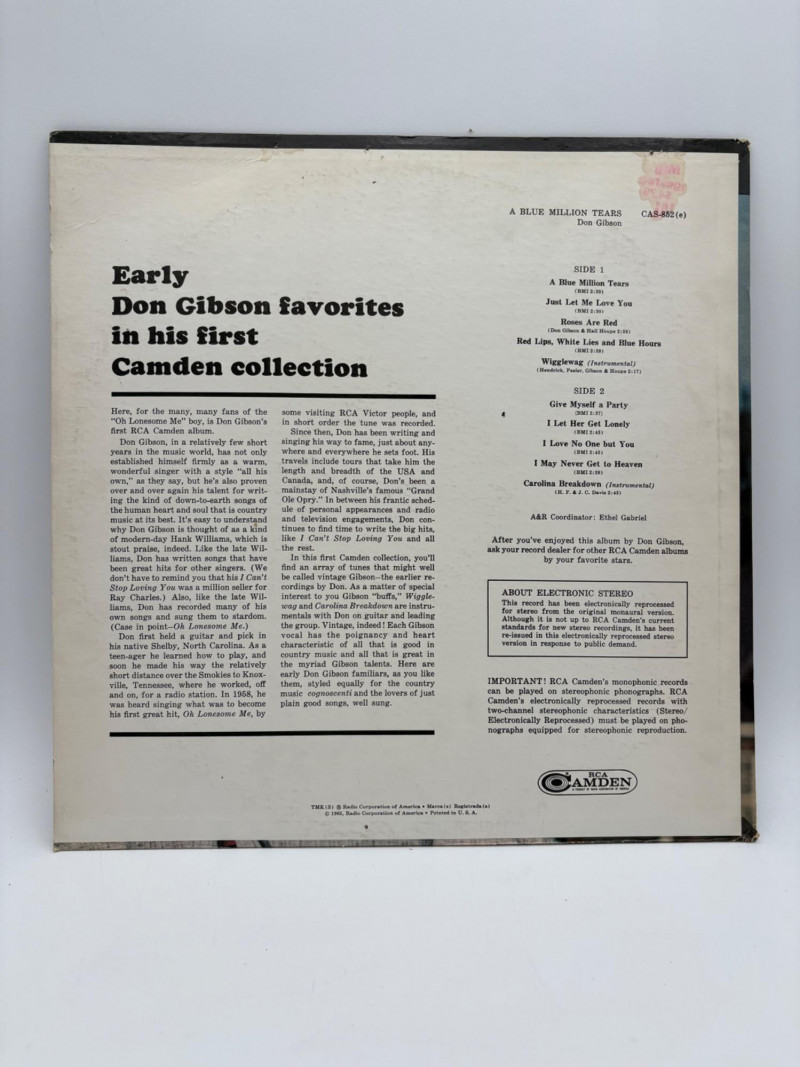 A BLUE MILLION TEARS CAS-852(e)
Don Gibson
Early
Don Gibson favorites
in his first
Camden collection
Here, for the many, many fans of the
"Oh Lonesome Me" boy, is Don Gibson's
first RCA Camden album.
Don Gibson, in a relatively few short
years in the music world, has not only
established himself firmly as a warm,
wonderful singer with a style "all his
own," as they say, but he's also proven
over and over again his talent for writ-
ing the kind of down-to-earth songs of
the human heart and soul that is country
music at its best. It's easy to understand
why Don Gibson is thought of as a kind
of modern-day Hank Williams, which is
stout praise, indeed. Like the late Wil-
liams, Don has written songs that have
been great hits for other singers. (We
don't have to remind you that his I Can't
Stop Loving You was a million seller for
Ray Charles.) Also, like the late Wil-
liams, Don has recorded many of his
own songs and sung them to stardom.
(Case in point—Oh Lonesome Me.)
Don first held a guitar and pick in
his native Shelby, North Carolina. As a
teen-ager he learned how to play, and
soon he made his way the relatively
short distance over the Smokies to Knox-
ville, Tennessee, where he worked, off
and on, for a radio station. In 1958, he
was heard singing what was to become
his first great hit, Oh Lonesome Me, by
some visiting RCA Victor people, and
in short order the tune was recorded.
Since then, Don has been writing and
singing his way to fame, just about any-
where and everywhere he sets foot. His
travels include tours that take him the
length and breadth of the USA and
Canada, and, of course, Don's been a
mainstay of Nashville's famous "Grand
Ole Opry." In between his frantic sched-
ule of personal appearances and radio
and television engagements, Don con-
tinues to find time to write the big hits,
like I Can't Stop Loving You and all
the rest.
In this first Camden collection, you'll
find an array of tunes that might well
be called vintage Gibson—the earlier re-
cordings by Don. As a matter of special
interest to you Gibson "buffs," Wiggle-
wag and Carolina Breakdown are instru-
mentals with Don on guitar and leading
the group. Vintage, indeed! Each Gibson
vocal has the poignancy and heart
characteristic of all that is good in
country music and all that is great in
the myriad Gibson talents. Here are
early Don Gibson familiars, as you like
them, styled equally for the country
music cognoscenti and the lovers of just
plain good songs, well sung.
SIDE 1
A Blue Million Tears
Just Let Me Love You
Roses Are Red
Red Lips, White Lies and Blue Hours
Wigglewag (Instrumental)
SIDE 2
Give Myself a Party
(BMI 2:37)
I Let Her Get Lonely
I Love No One but You
I May Never Get to Heaven
Carolina Breakdown (Instrumental)
A&R Coordinator: Ethel Gabriel
After you've enjoyed this album by Don Gibson,
ask your record dealer for other RCA Camden albums
by your favorite stars.
ABOUT ELECTRONIC STEREO
This record has been electronically reprocessed
for stereo from the original monaural version.
Although it is not up to RCA Camden's current
standards for new stereo recordings, it has been
re-issued in this electronically reprocessed stereo
version in response to public demand.
IMPORTANT! RCA Camden's monophonic records
can be played on stereophonic phonographs. RCA
Camden's electronically reprocessed records with
two-channel stereophonic characteristics (Stereo/
Electronically Reprocessed) must be played on pho-
nographs equipped for stereophonic reproduction.
RCA
CAMDEN
TMK(S) ® Radio Corporation of America • Marca(s) Registrada(s)
Radio Corporation of America • Printed in U. S. A.